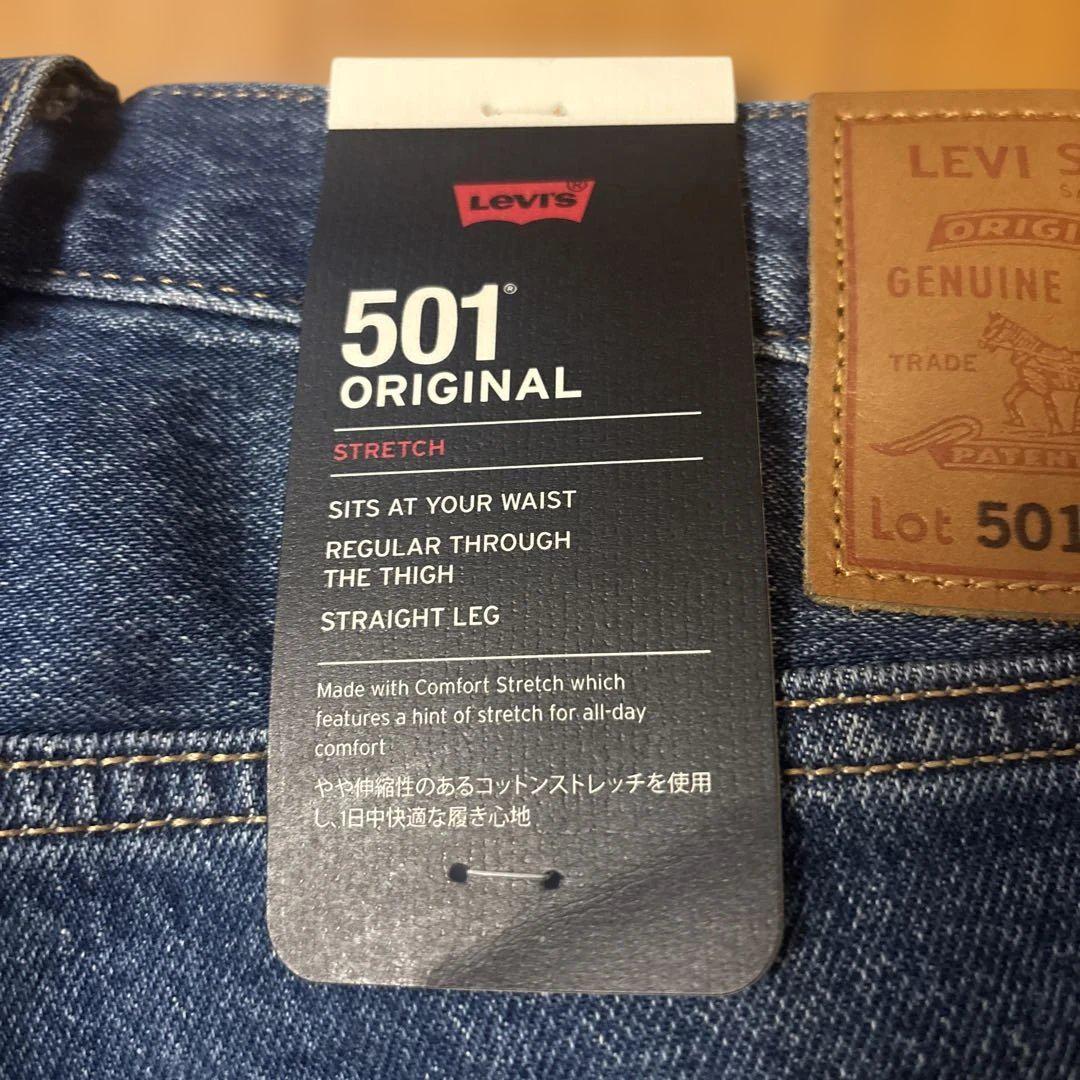 Levi's®
501®
ORIGINAL
STRETCH
SITS AT YOUR WAIST
REGULAR THROUGH
THE THIGH
STRAIGHT LEG
Made with Comfort Stretch which
features a hint of stretch for all-day
comfort
やや伸縮性のあるコットンストレッチを使用
し、1日中快適な履き心地
LEVI S
GENUINE
TRADE
Lot 501